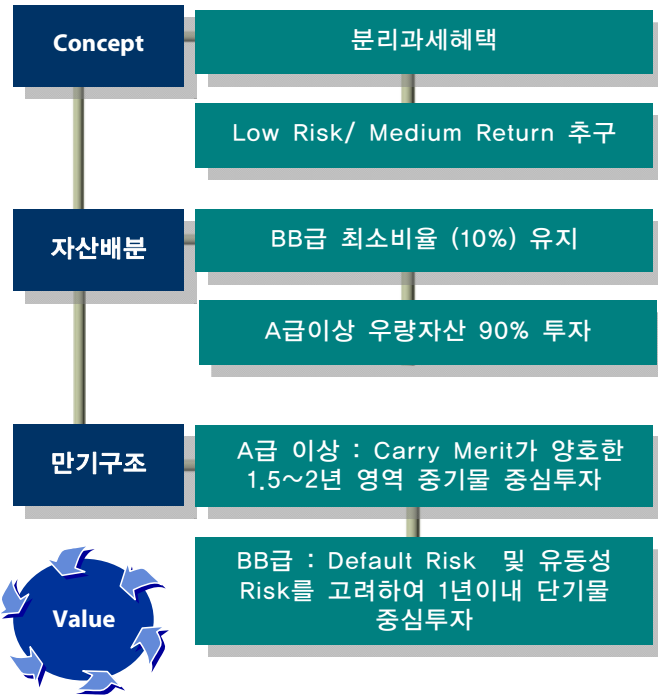 Concept
분리과세혜택
Low Risk/ Medium Return 추구
자산배분
BB급 최소비율 (10%) 유지
A급이상 우량자산 90% 투자
만기구조
A급 이상 : Carry Merit가 양호한
1.5~2년 영역 중기물 중심투자
BB급 : Default Risk 및 유동성
Risk를 고려하여 1년이내 단기물
중심투자
Value